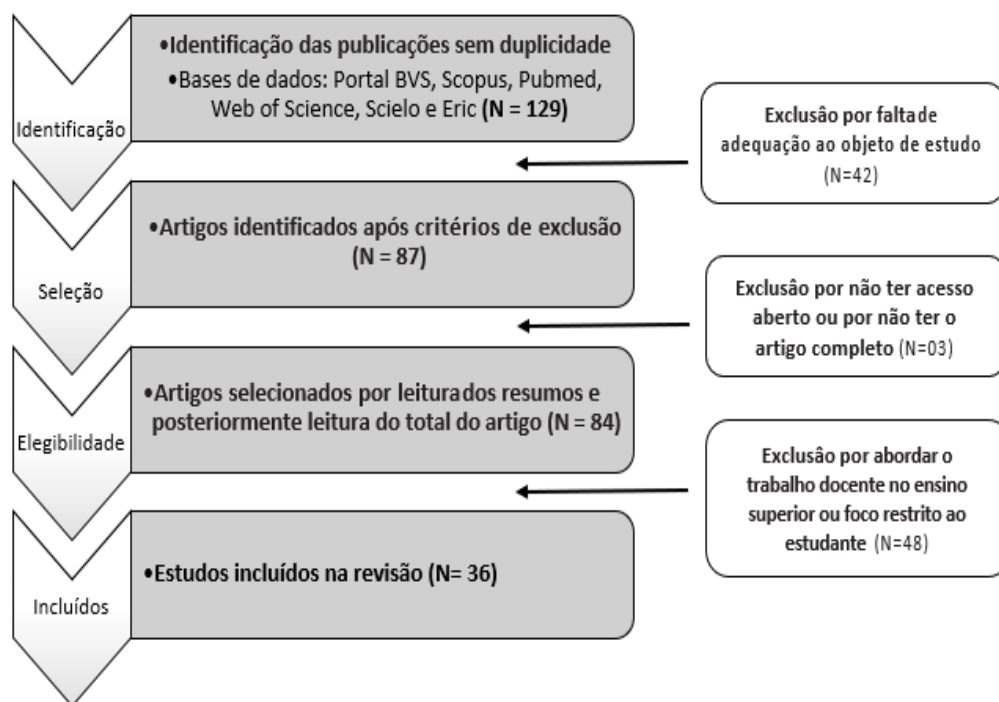 Identificação
•Identificação das publicações sem duplicidade
•Bases de dados: Portal BVS, Scopus, Pubmed,
Web of Science, Scielo e Eric (N = 129)
Exclusão por falta de
adequação ao objeto de estudo
(N=42)
Seleção
•Artigos identificados após critérios de exclusão
(N = 87)
Exclusão por não ter acesso
aberto ou por não ter o
artigo completo (N=03)
Elegibilidade
•Artigos selecionados por leitura dos resumos e
posteriormente leitura do total do artigo (N = 84)
Exclusão por abordar o
trabalho docente no ensino
superior ou foco restrito ao
estudante (N=48)
Incluídos
•Estudos incluídos na revisão (N= 36)